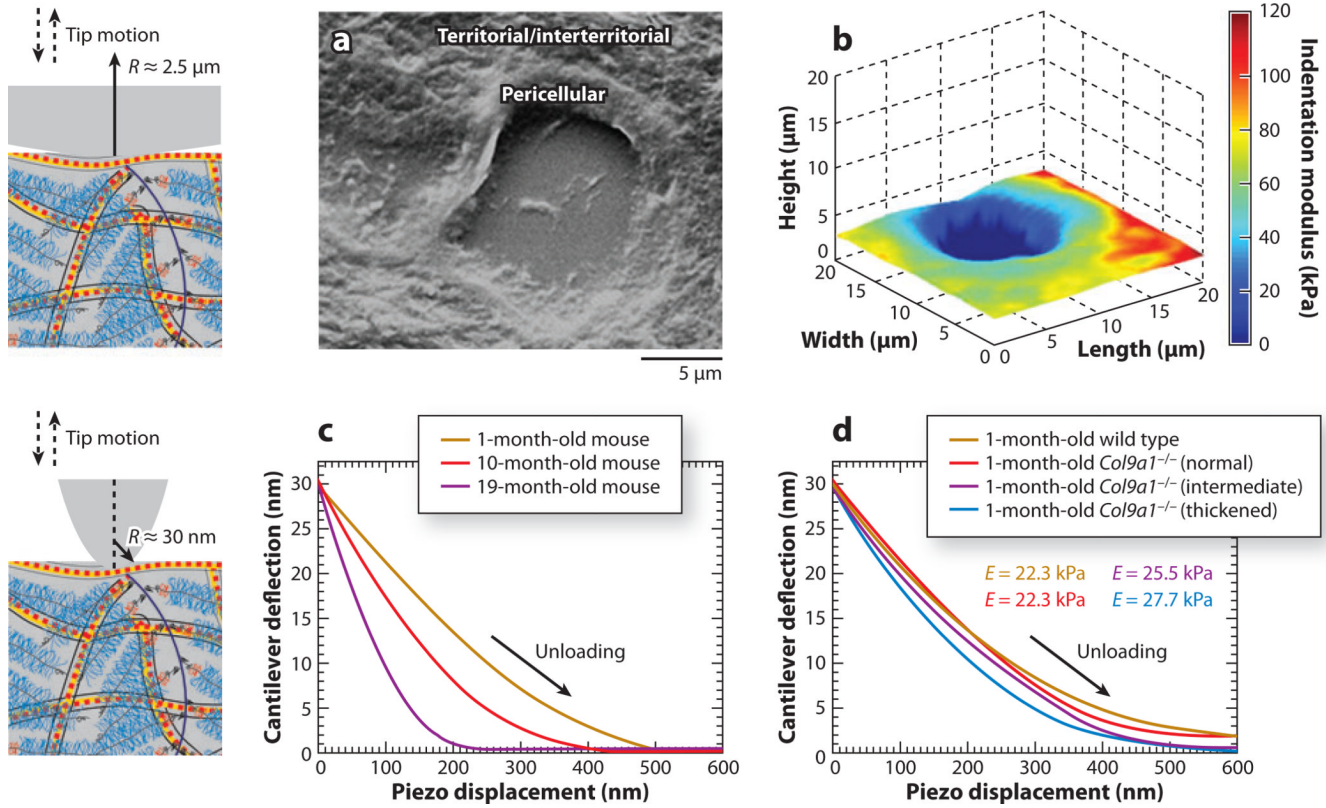 Tip motion
R ≈ 2.5 μm
a
Territorial/interterritorial
Pericellular
5 μm
b
Height (μm)
20
15
10
5
0
20
15
10
5
0
Width (μm)
0
5
10
15
20
Length (μm)
120
100
80
60
40
20
0
Indentation modulus (kPa)
Tip motion
R ≈ 30 nm
c
1-month-old mouse
10-month-old mouse
19-month-old mouse
Cantilever deflection (nm)
30
25
20
15
10
5
0
Unloading
0 100 200 300 400 500 600
Piezo displacement (nm)
d
1-month-old wild type
1-month-old Col9a1−/− (normal)
1-month-old Col9a1−/− (intermediate)
1-month-old Col9a1−/− (thickened)
Cantilever deflection (nm)
30
25
20
15
10
5
0
E = 22.3 kPa E = 25.5 kPa
E = 22.3 kPa E = 27.7 kPa
Unloading
0 100 200 300 400 500 600
Piezo displacement (nm)